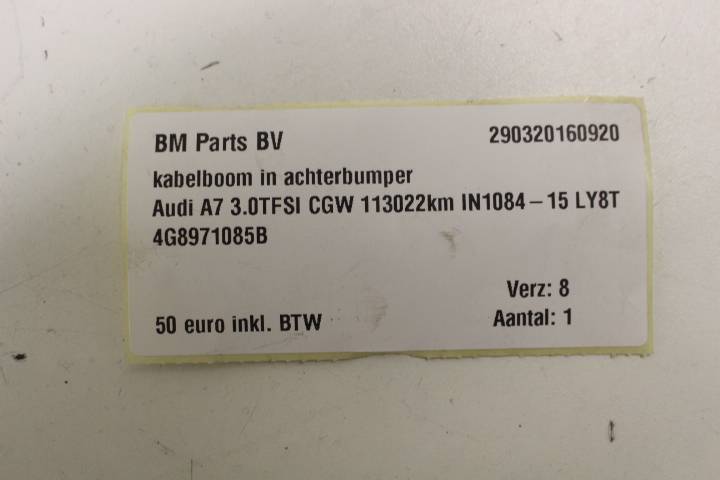 BM Parts BV 290320160920
kabelboom in achterbumper
Audi A7 3.0TFSI CGW 113022km IN1084-15 LY8T
4G8971085B
Verz: 8
50 euro inkl. BTW Aantal: 1